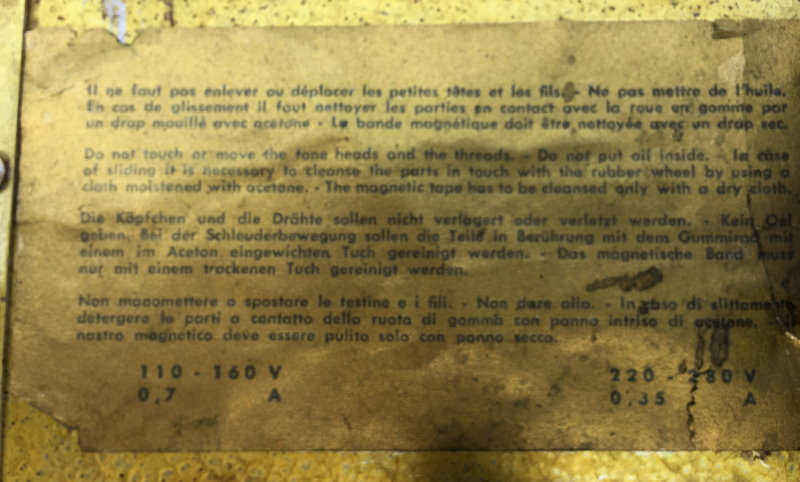 Il ne faut pas enlever ou déplacer les petites têtes et les fils. - Ne pas mettre de l'huile.
En cas de glissement il faut nettoyer les parties en contact avec la roue en gomme par
un drap mouillé avec acetone - La bande magnétique doit être nettoyée avec un drap sec.
Do not touch or move the tone heads and the threads. - Do not put oil inside. - In case
of sliding it is necessary to cleanse the parts in touch with the rubber wheel by using a
cloth moistened with acetone. - The magnetic tape has to be cleansed only with a dry cloth.
Die Köpfchen und die Drähte sollen nicht verlagert oder verletzt werden. - Kein Oel
geben. Bei der Schleuderbewegung sollen die Teile in Berührung mit dem Gummirad mit
einem im Aceton eingewichten Tuch gereinigt werden. - Das magnetische Band muss
nur mit einem trockenen Tuch gereinigt werden.
Non manomettere o spostare le testine e i fili. - Non dare olio. - In caso di slittamento
detergere le parti a contatto della ruota di gomma con panno intriso di acetone. - Il
nastro magnetico deve essere pulito solo con panno secco.
110 - 160 V 220 - 280 V
0,7 A 0,35 A